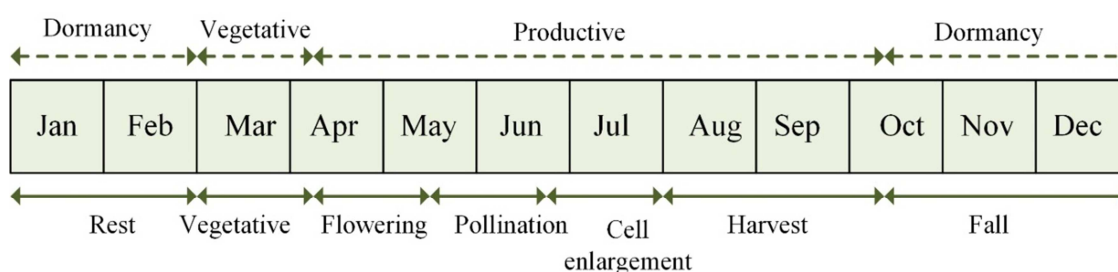 Dormancy Vegetative Productive Dormancy
Jan Feb Mar Apr May Jun Jul Aug Sep Oct Nov Dec
Rest Vegetative Flowering Pollination Cell enlargement Harvest Fall